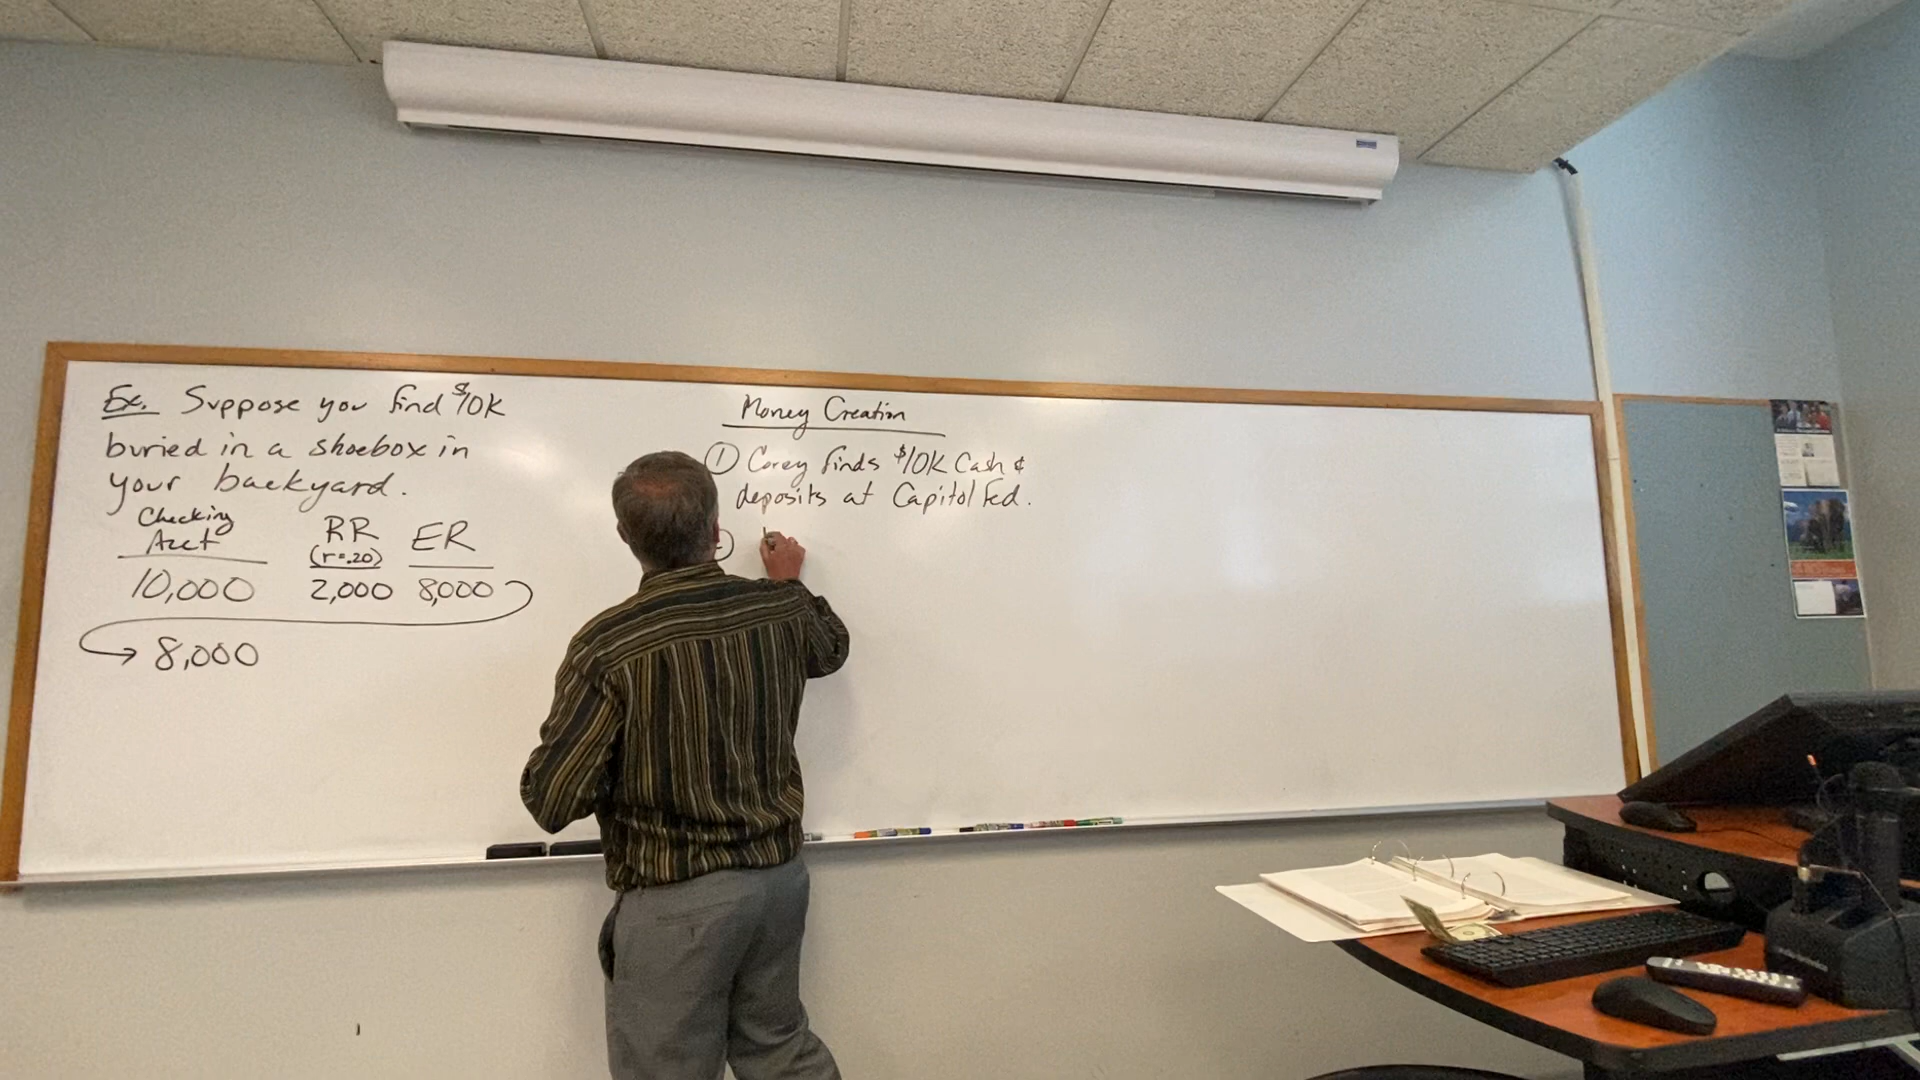 Ex. Suppose you find $10K
buried in a shoebox in
your backyard.
Checking
Acct
RR
(r=.20)
ER
10,000
2,000
8,000
8,000
Money Creation
① Corey finds $10K Cash &
deposits at Capitol Fed.
②